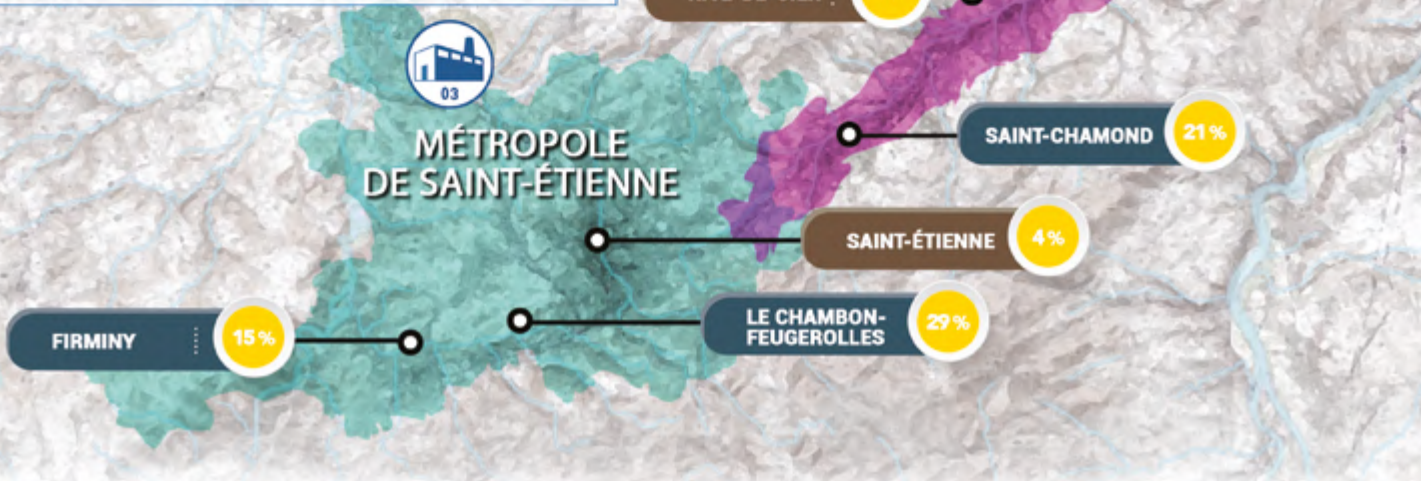 03
MÉTROPOLE
DE SAINT-ÉTIENNE
SAINT-CHAMOND 21%
SAINT-ÉTIENNE 4%
LE CHAMBON-
FEUGEROLLES 29%
FIRMINY 15%